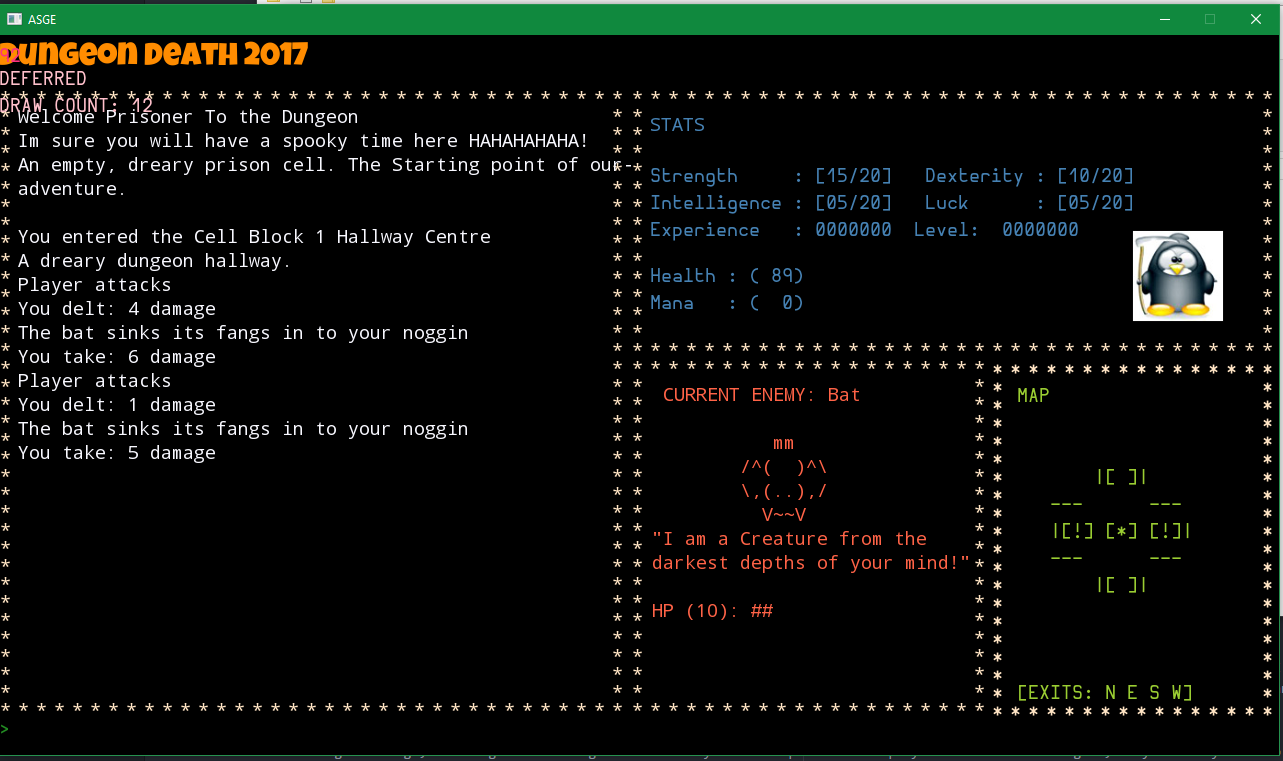 ASGE
Dungeon Death 2017
DEFERRED
DRAW COUNT: 12
Welcome Prisoner To the Dungeon
Im sure you will have a spooky time here HAHAHAHAHA!
An empty, dreary prison cell. The Starting point of our-
adventure.
You entered the Cell Block 1 Hallway Centre
A dreary dungeon hallway.
Player attacks
You delt: 4 damage
The bat sinks its fangs in to your noggin
You take: 6 damage
Player attacks
You delt: 1 damage
The bat sinks its fangs in to your noggin
You take: 5 damage
>
STATS
Strength     : [15/20]   Dexterity : [10/20]
Intelligence : [05/20]   Luck      : [05/20]
Experience   : 0000000  Level:  0000000
Health : ( 89)
Mana   : (  0)
CURRENT ENEMY: Bat
mm
/^(  )^\
\,(..),/
V~~V
"I am a Creature from the
darkest depths of your mind!"
HP (10): ##
MAP
|[ ]|
---      ---
|[!] [*] [!]|
---      ---
|[ ]|
[EXITS: N E S W]